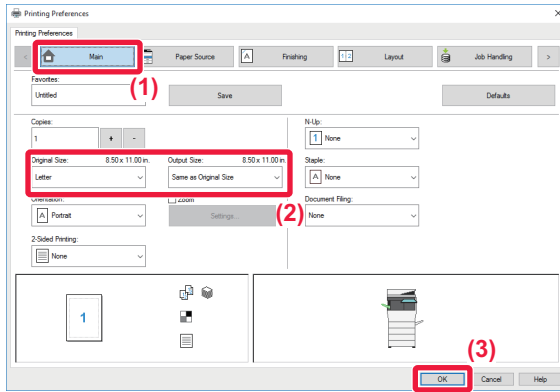 Printing Preferences
Printing Preferences
Main
Paper Source
A
Finishing
1 2
Layout
Job Handling
(1)
Favorites:
Untitled
Save
Defaults
Copies:
1
+ -
N-Up:
1 None
Original Size: 8.50 x 11.00 in.
Output Size: 8.50 x 11.00 in.
Staple:
Letter
Same as Original Size
A None
(2)
Orientation:
Zoom
Document Filing:
A Portrait
Settings...
None
2-Sided Printing:
None
1
(3)
OK Cancel Help